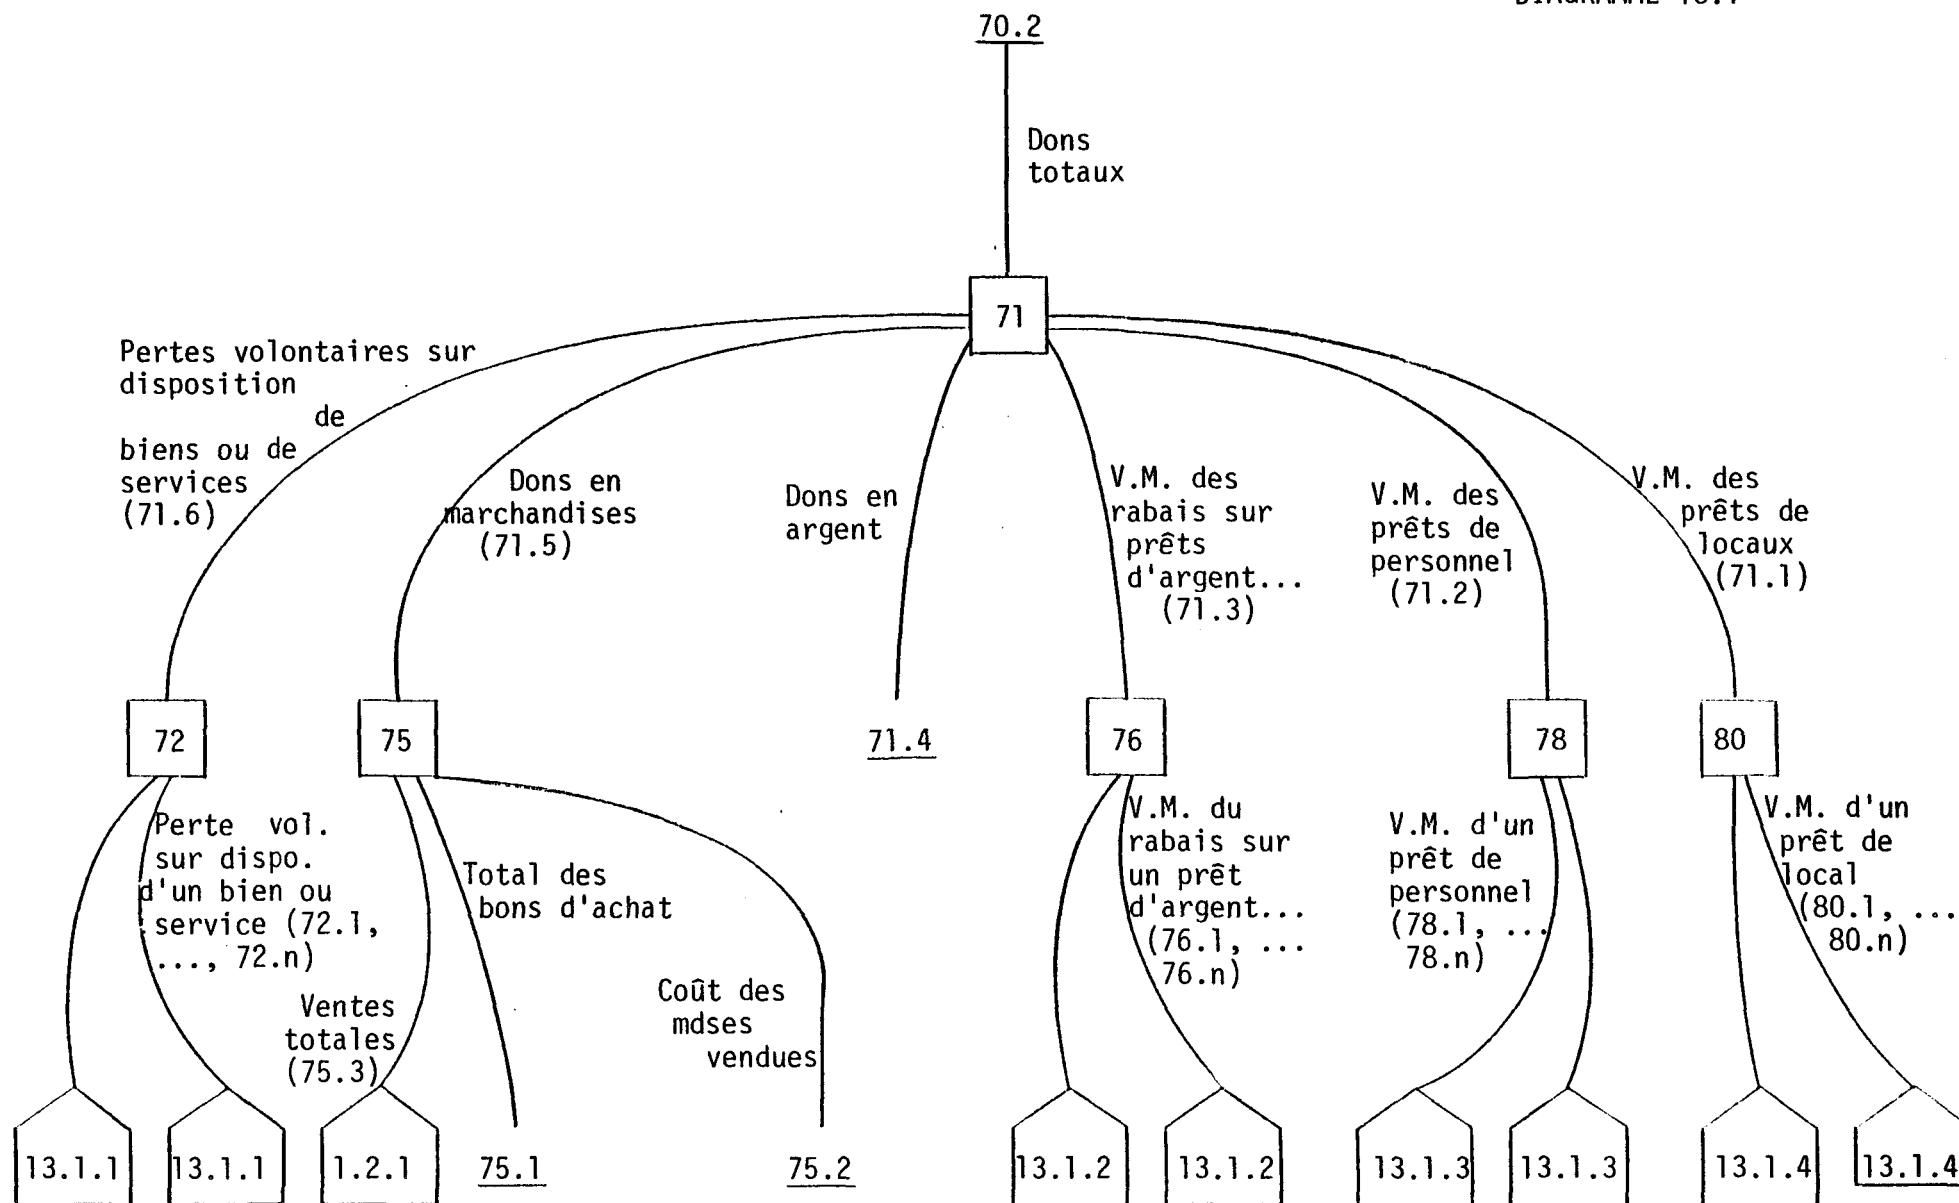 70.2
Dons
totaux
71
Pertes volontaires sur
disposition
de
biens ou de
services
(71.6)
Dons en
marchandises
(71.5)
Dons en
argent
V.M. des
rabais sur
prêts
d'argent...
(71.3)
V.M. des
prêts de
personnel
(71.2)
V.M. des
prêts de
locaux
(71.1)
72
75
71.4
76
78
80
Perte vol.
sur dispo.
d'un bien ou
service (72.1,
..., 72.n)
Ventes
totales
(75.3)
Total des
bons d'achat
Coût des
mdses
vendues
V.M. du
rabais sur
un prêt
d'argent...
(76.1, ...
76.n)
V.M. d'un
prêt de
personnel
(78.1, ...
78.n)
V.M. d'un
prêt de
local
(80.1, ...
80.n)
13.1.1
13.1.1
1.2.1
75.1
75.2
13.1.2
13.1.2
13.1.3
13.1.3
13.1.4
13.1.4